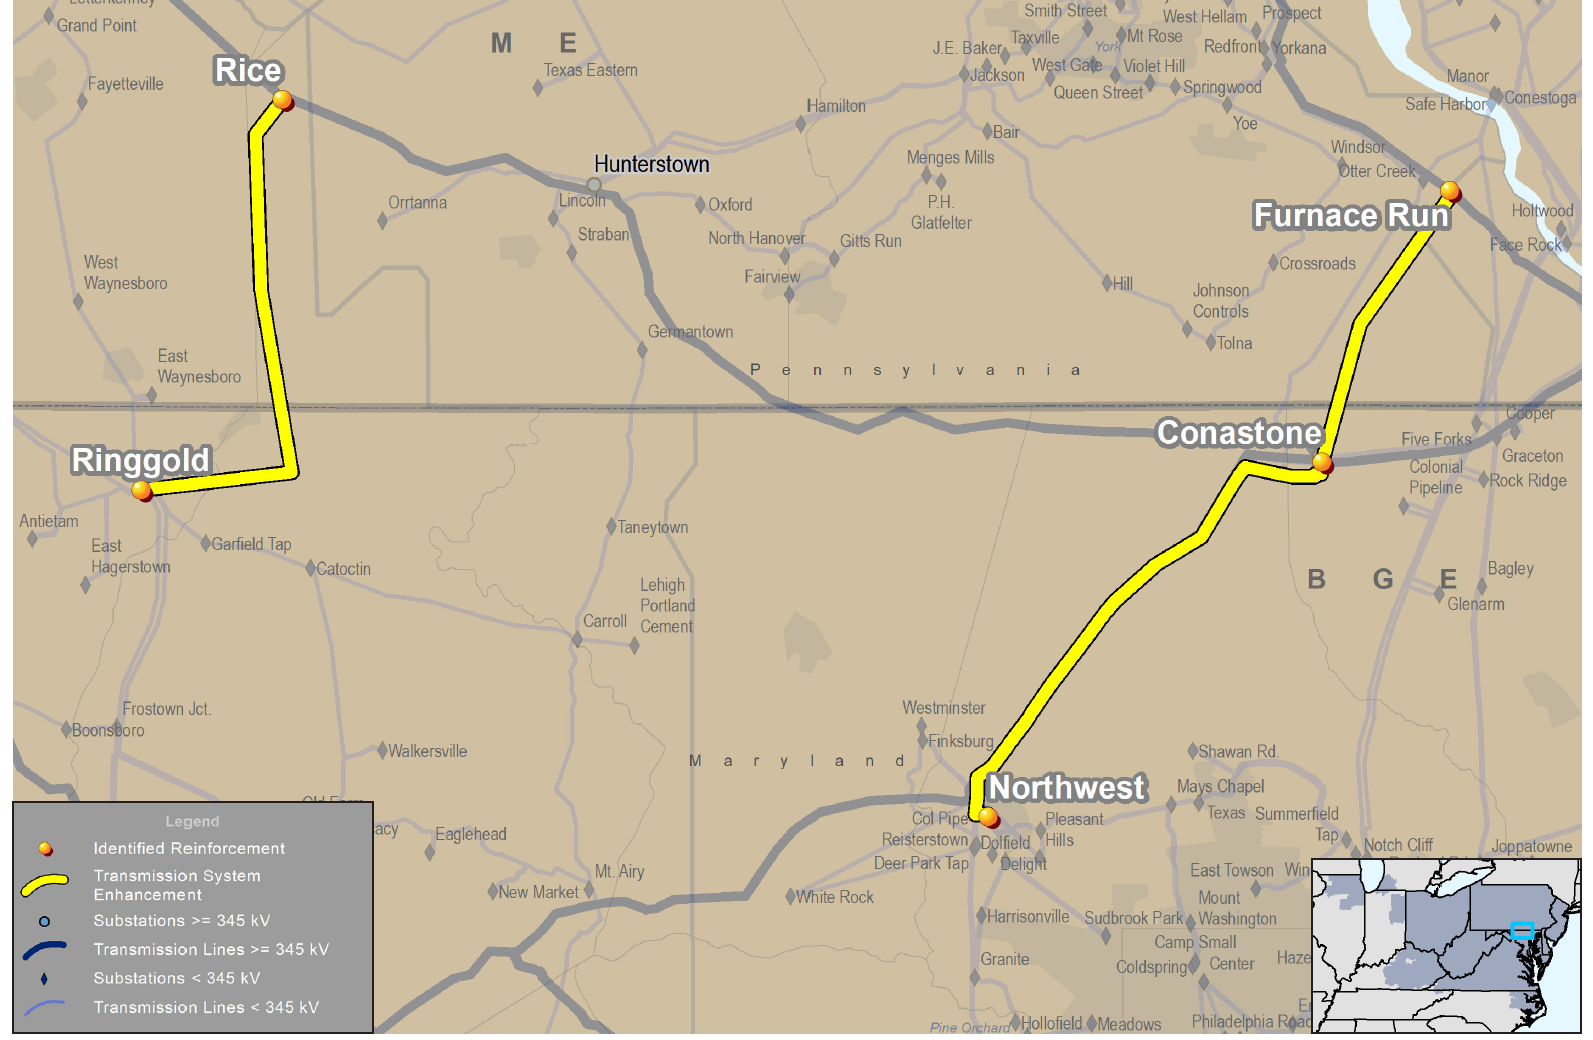 Letterkenney
Grand Point
M E
Smith Street
West Hellam
Prospect
Taxville
York
Mt Rose
Redfront
Yorkana
J.E. Baker
Texas Eastern
Rice
Fayetteville
Jackson
West Gate
Violet Hill
Queen Street
Springwood
Manor
Safe Harbor
Conestoga
Hamilton
Yoe
Bair
Windsor
Otter Creek
Hunterstown
Menges Mills
P.H.
Glatfelter
Orrtanna
Lincoln
Oxford
Furnace Run
Holtwood
Straban
North Hanover
Gitts Run
Face Rock
West
Waynesboro
Fairview
Crossroads
Hill
Johnson
Controls
Germantown
Tolna
East
Waynesboro
Pennsylvania
Conastone
Cooper
Five Forks
Graceton
Ringgold
Colonial
Pipeline
Rock Ridge
Antietam
Taneytown
East
Hagerstown
Garfield Tap
Catoctin
B G E
Bagley
Glenarm
Lehigh
Portland
Cement
Carroll
Frostown Jct.
Boonsboro
Westminster
Finksburg
Walkersville
Maryland
Shawan Rd.
Northwest
Mays Chapel
Texas
Summerfield
Tap
Col Pipe
Pleasant
Hills
Reisterstown
Dolfield
Deer Park Tap
Delight
Notch Cliff
Joppatowne
Eaglehead
Mt. Airy
New Market
White Rock
East Towson
Win
Mount
Washington
Harrisonville
Sudbrook Park
Camp Small
Center
Coldspring
Haze
Granite
Pine Orchard
Hollofield
Meadows
Philadelphia Road
Legend
Identified Reinforcement
Transmission System
Enhancement
Substations >= 345 kV
Transmission Lines >= 345 kV
Substations < 345 kV
Transmission Lines < 345 kV